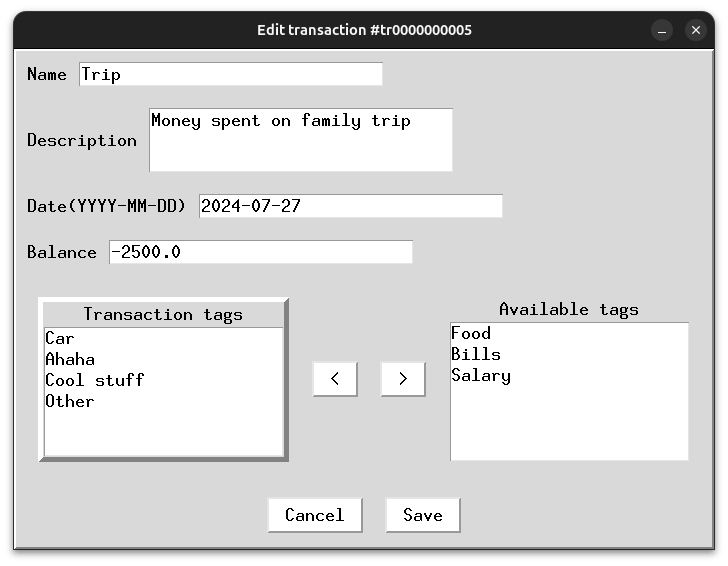 Edit transaction #tr0000000005
Name Trip
Description Money spent on family trip
Date(YYYY-MM-DD) 2024-07-27
Balance -2500.0
Transaction tags
Car
Ahaha
Cool stuff
Other
< >
Available tags
Food
Bills
Salary
Cancel Save